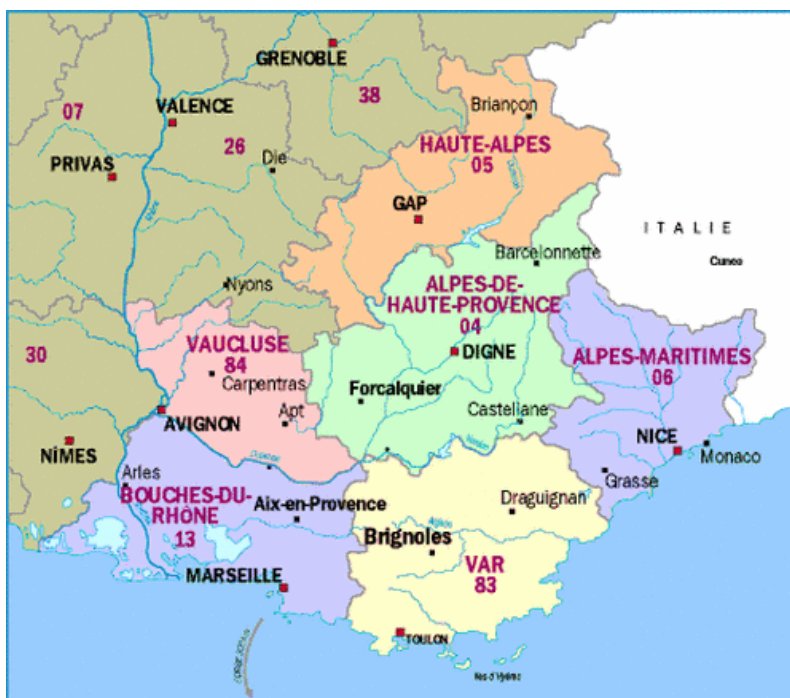 GRENOBLE
07
VALENCE
38
Briançon
26
HAUTE-ALPES
05
PRIVAS
Die
GAP
ITALIE
Barcelonnette
Cuneo
Nyons
ALPES-DE-
HAUTE-PROVENCE
04
30
VAUCLUSE
84
DIGNE
ALPES-MARITIMES
06
Carpentras
Forcalquier
Apt
AVIGNON
Castellane
NÎMES
NICE
Monaco
Arles
Grasse
BOUCHES-DU-
RHÔNE
13
Aix-en-Provence
Draguignan
Brignoles
VAR
83
MARSEILLE
TOULON
Iles d'Hyères